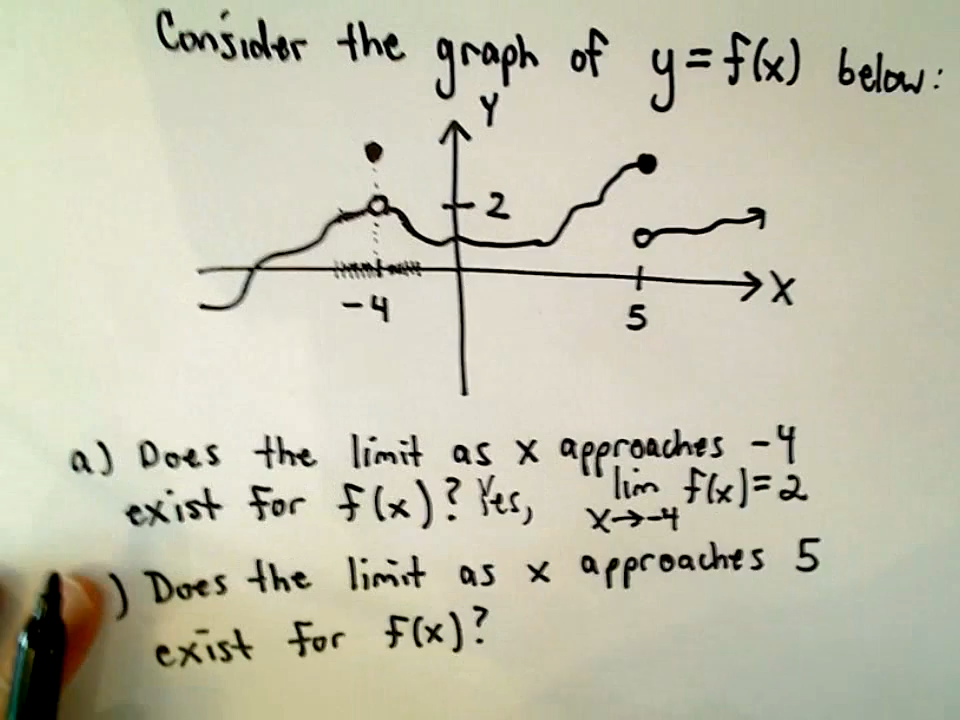 Consider the graph of y = f(x) below:
Y
2
-4
X
5
a) Does the limit as x approaches -4
exist for f(x)? Yes, lim f(x) = 2
x→-4
) Does the limit as x approaches 5
exist for f(x)?